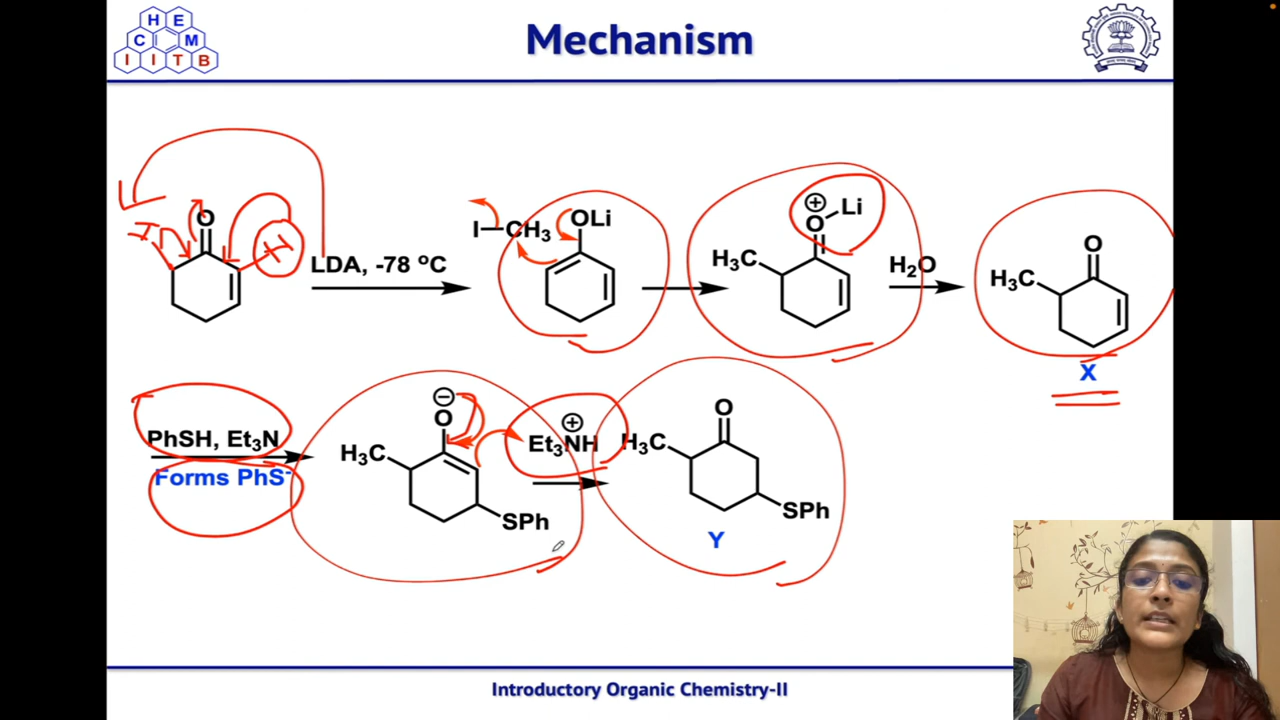 H E
C M
I I T B
Mechanism
H
O
H
LDA, -78 ºC
I–CH₃
OLi
⊕
O–Li
H₃C
H₂O
O
H₃C
X
PhSH, Et₃N
Forms PhS⁻
⊖
O
H₃C
SPh
⊕
Et₃NH
O
H₃C
SPh
Y
Introductory Organic Chemistry-II